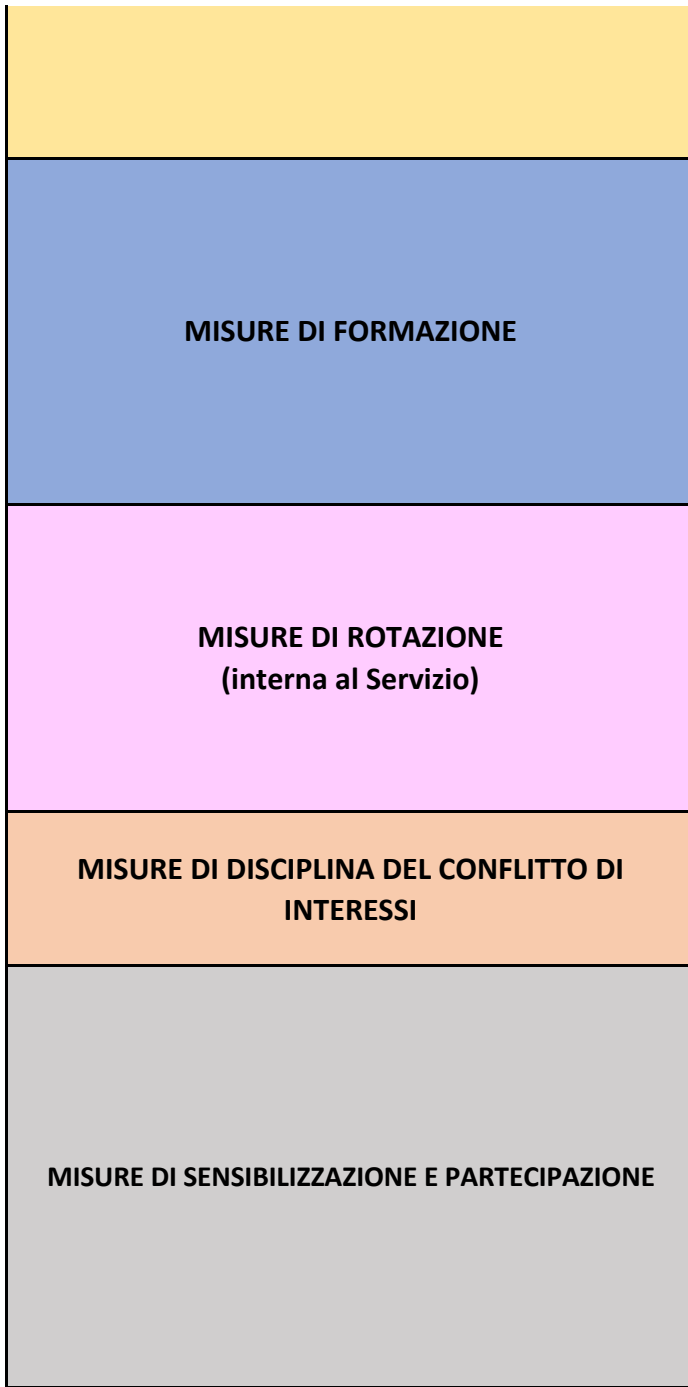 MISURE DI FORMAZIONE
MISURE DI ROTAZIONE
(interna al Servizio)
MISURE DI DISCIPLINA DEL CONFLITTO DI
INTERESSI
MISURE DI SENSIBILIZZAZIONE E PARTECIPAZIONE